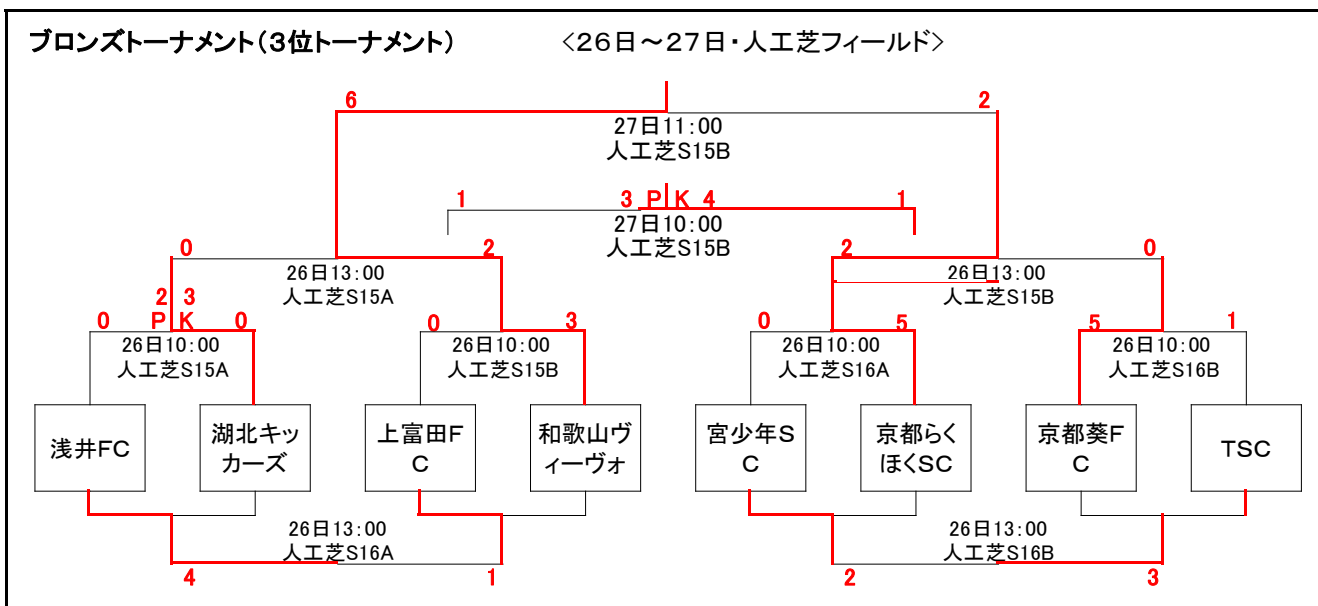 ブロンズトーナメント(3位トーナメント) <26日~27日・人工芝フィールド>
6 2
27日11:00
人工芝S15B
1 3 P K 4 1
27日10:00
人工芝S15B
0 2 2 0
26日13:00 26日13:00
人工芝S15A 人工芝S15B
2 3
0 P K 0 0 3 0 5 5 1
26日10:00 26日10:00 26日10:00 26日10:00
人工芝S15A 人工芝S15B 人工芝S16A 人工芝S16B
浅井FC 湖北キッ 上富田F 和歌山ヴ 宮少年S 京都らく 京都葵F TSC
カーズ C ィーヴォ C ほくSC C
26日13:00 26日13:00
人工芝S16A 人工芝S16B
4 1 2 3